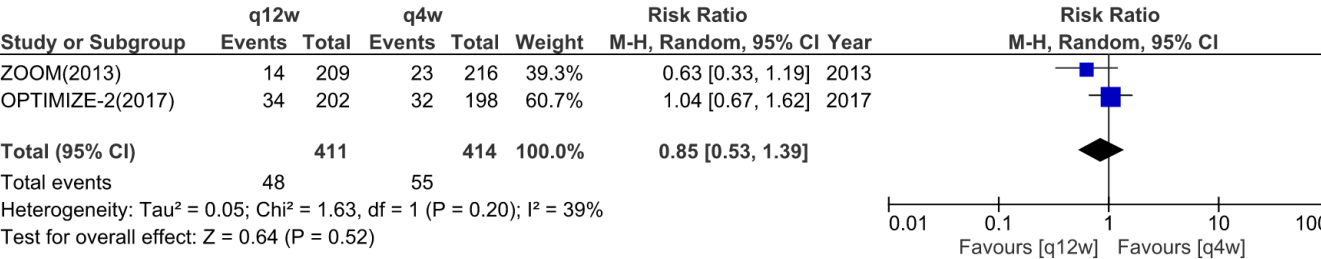 q12w q4w Risk Ratio Risk Ratio
Study or Subgroup Events Total Events Total Weight M-H, Random, 95% CI Year M-H, Random, 95% CI
ZOOM(2013) 14 209 23 216 39.3% 0.63 [0.33, 1.19] 2013
OPTIMIZE-2(2017) 34 202 32 198 60.7% 1.04 [0.67, 1.62] 2017
Total (95% CI) 411 414 100.0% 0.85 [0.53, 1.39]
Total events 48 55
Heterogeneity: Tau² = 0.05; Chi² = 1.63, df = 1 (P = 0.20); I² = 39%
Test for overall effect: Z = 0.64 (P = 0.52)
0.01 0.1 1 10 100
Favours [q12w] Favours [q4w]